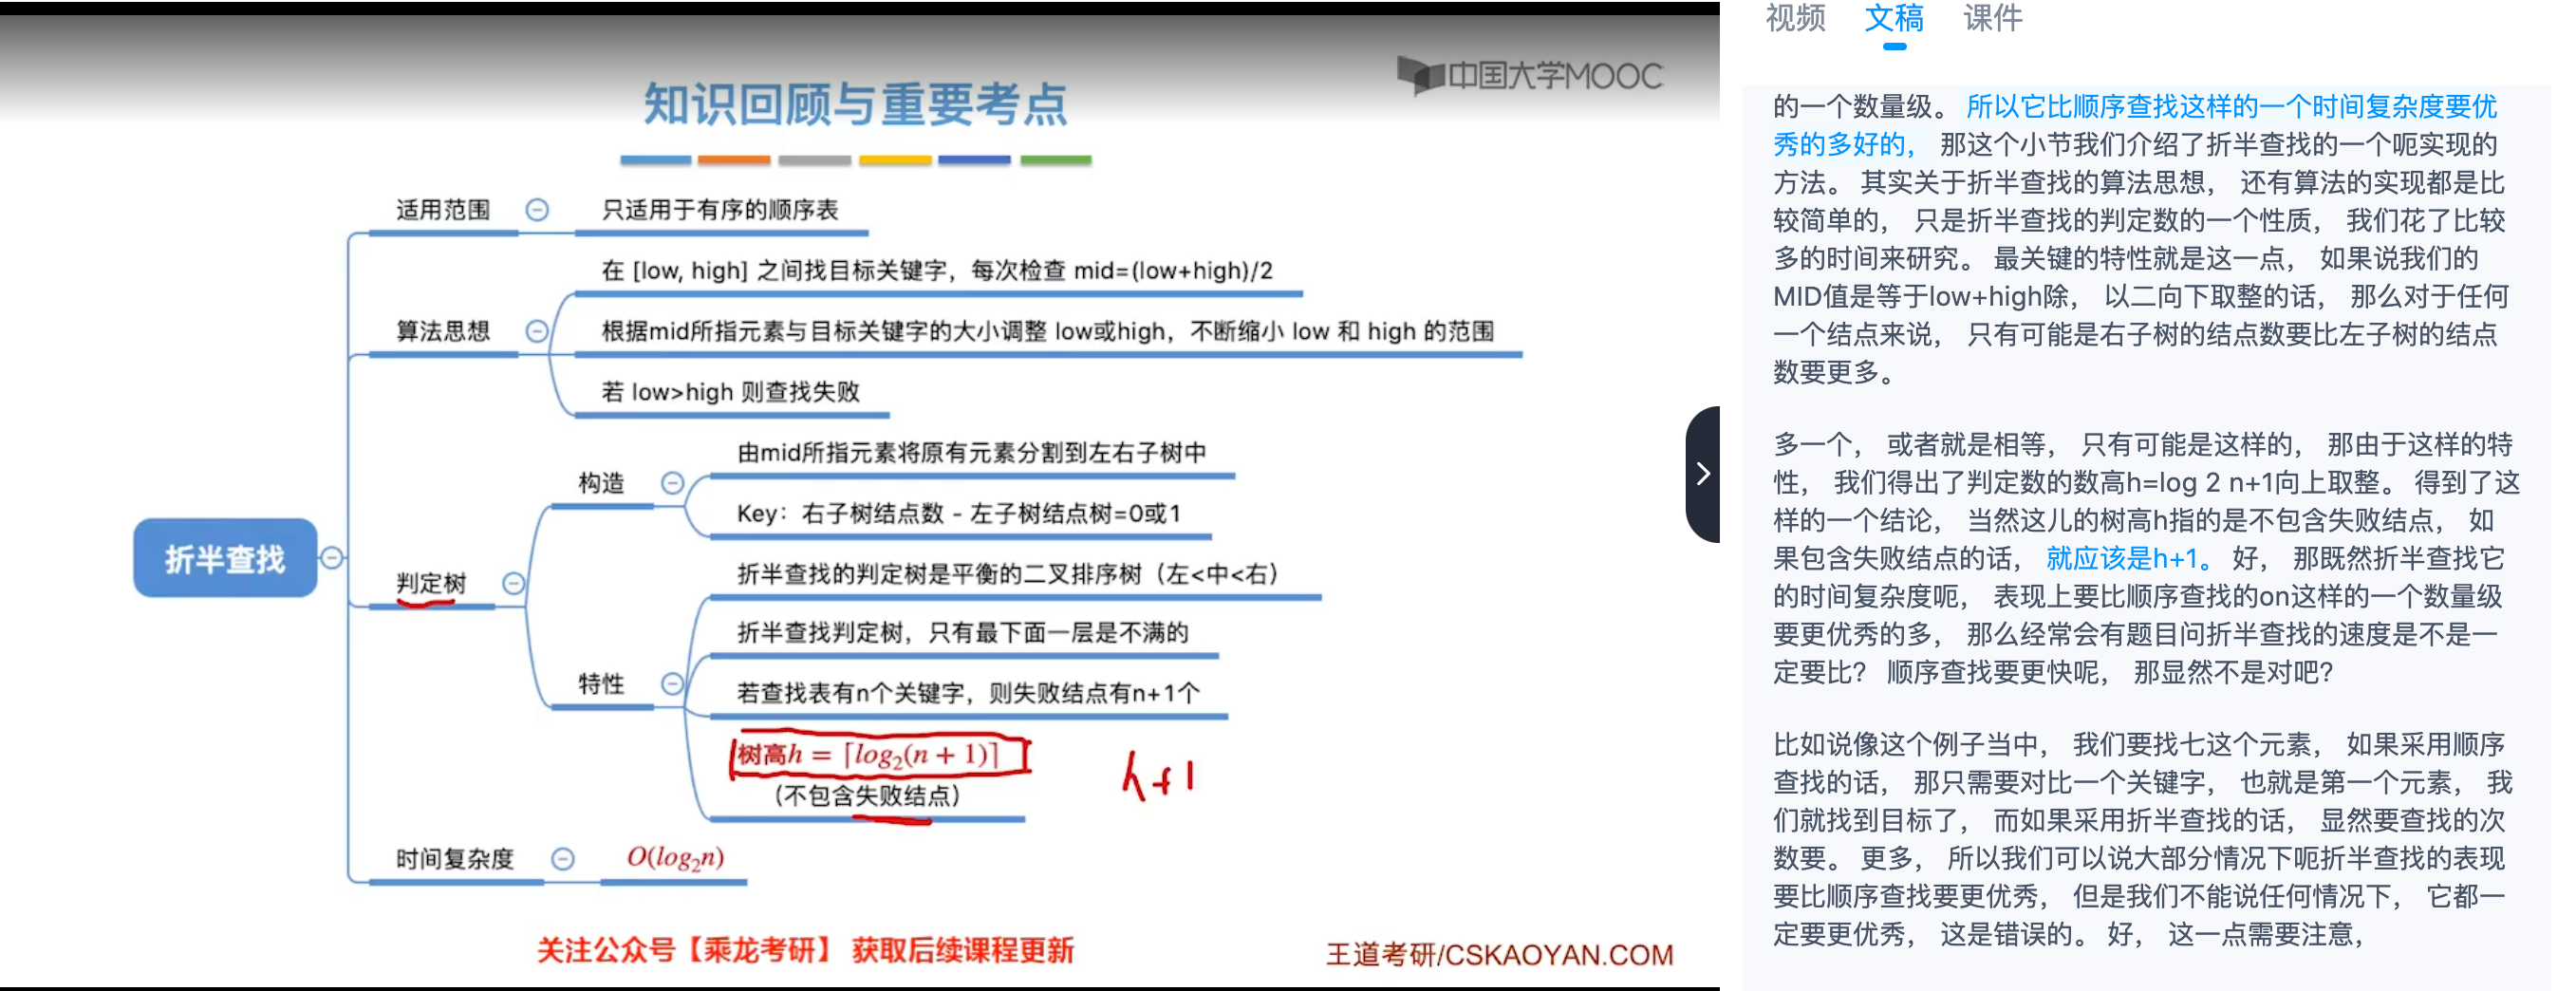 中国大学MOOC
知识回顾与重要考点
适用范围
只适用于有序的顺序表
在 [low, high] 之间找目标关键字，每次检查 mid=(low+high)/2
算法思想
根据mid所指元素与目标关键字的大小调整 low或high，不断缩小 low 和 high 的范围
若 low>high 则查找失败
由mid所指元素将原有元素分割到左右子树中
构造
Key：右子树结点数 - 左子树结点树=0或1
折半查找
判定树
折半查找的判定树是平衡的二叉排序树（左<中<右）
折半查找判定树，只有最下面一层是不满的
特性
若查找表有n个关键字，则失败结点有n+1个
树高h = ⌈log₂(n + 1)⌉
h+1
（不包含失败结点）
时间复杂度
O(log₂n)
关注公众号【乘龙考研】 获取后续课程更新
王道考研/CSKAOYAN.COM
视频 文稿 课件
的一个数量级。 所以它比顺序查找这样的一个时间复杂度要优
秀的多好的， 那这个小节我们介绍了折半查找的一个呃实现的
方法。 其实关于折半查找的算法思想， 还有算法的实现都是比
较简单的， 只是折半查找的判定数的一个性质， 我们花了比较
多的时间来研究。 最关键的特性就是这一点， 如果说我们的
MID值是等于low+high除， 以二向下取整的话， 那么对于任何
一个结点来说， 只有可能是右子树的结点数要比左子树的结点
数要更多。
多一个， 或者就是相等， 只有可能是这样的， 那由于这样的特
性， 我们得出了判定数的数高h=log 2 n+1向上取整。 得到了这
样的一个结论， 当然这儿的树高h指的是不包含失败结点， 如
果包含失败结点的话， 就应该是h+1。 好， 那既然折半查找它
的时间复杂度呃， 表现上要比顺序查找的on这样的一个数量级
要更优秀的多， 那么经常会有题目问折半查找的速度是不是一
定要比? 顺序查找要更快呢， 那显然不是对吧?
比如说像这个例子当中， 我们要找七这个元素， 如果采用顺序
查找的话， 那只需要对比一个关键字， 也就是第一个元素， 我
们就找到目标了， 而如果采用折半查找的话， 显然要查找的次
数要。 更多， 所以我们可以说大部分情况下呃折半查找的表现
要比顺序查找要更优秀， 但是我们不能说任何情况下， 它都一
定要更优秀， 这是错误的。 好， 这一点需要注意，